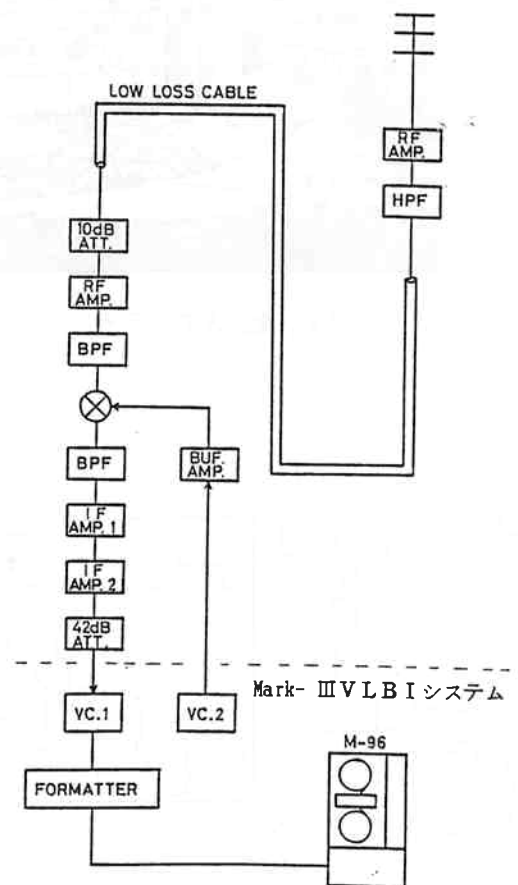 LOW LOSS CABLE
RF
AMP.
HPF
10dB
ATT.
RF
AMP.
BPF
BPF
BUF.
AMP.
IF
AMP.1
IF
AMP.2
42dB
ATT.
Mark-ⅢVLBIシステム
VC.1
VC.2
M-96
FORMATTER